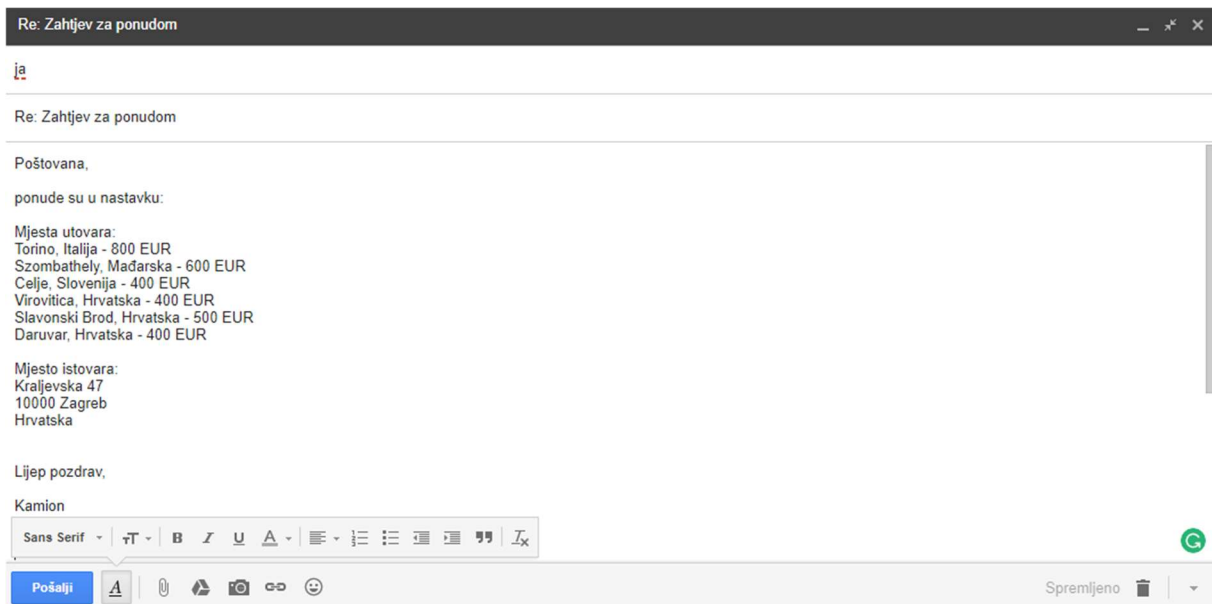 Re: Zahtjev za ponudom
ja
Re: Zahtjev za ponudom
Poštovana,
ponude su u nastavku:
Mjesta utovara:
Torino, Italija - 800 EUR
Szombathely, Mađarska - 600 EUR
Celje, Slovenija - 400 EUR
Virovitica, Hrvatska - 400 EUR
Slavonski Brod, Hrvatska - 500 EUR
Daruvar, Hrvatska - 400 EUR
Mjesto istovara:
Kraljevska 47
10000 Zagreb
Hrvatska
Lijep pozdrav,
Kamion
Sans Serif
Pošalji
Spremljeno